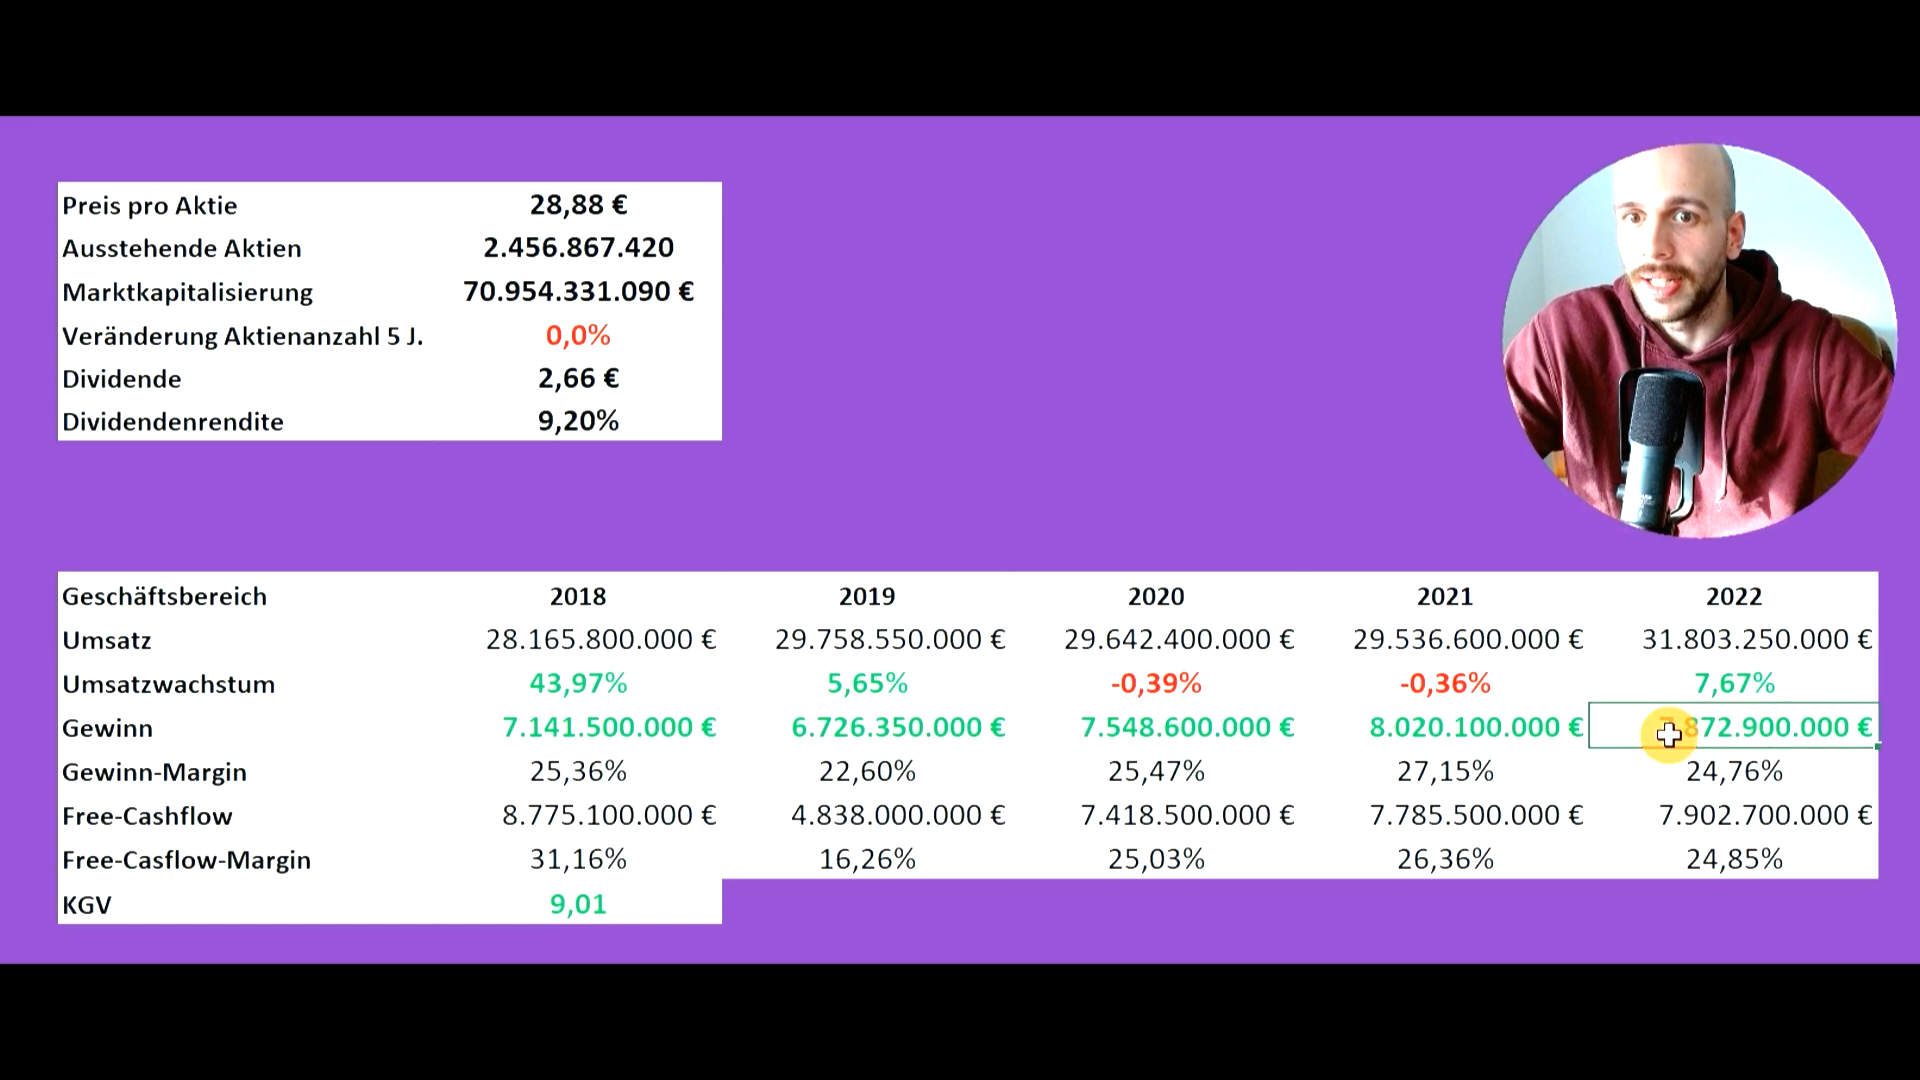 Preis pro Aktie 28,88 €
Ausstehende Aktien 2.456.867.420
Marktkapitalisierung 70.954.331.090 €
Veränderung Aktienanzahl 5 J. 0,0%
Dividende 2,66 €
Dividendenrendite 9,20%
Geschäftsbereich 2018 2019 2020 2021 2022
Umsatz 28.165.800.000 € 29.758.550.000 € 29.642.400.000 € 29.536.600.000 € 31.803.250.000 €
Umsatzwachstum 43,97% 5,65% -0,39% -0,36% 7,67%
Gewinn 7.141.500.000 € 6.726.350.000 € 7.548.600.000 € 8.020.100.000 € 7.872.900.000 €
Gewinn-Margin 25,36% 22,60% 25,47% 27,15% 24,76%
Free-Cashflow 8.775.100.000 € 4.838.000.000 € 7.418.500.000 € 7.785.500.000 € 7.902.700.000 €
Free-Casflow-Margin 31,16% 16,26% 25,03% 26,36% 24,85%
KGV 9,01